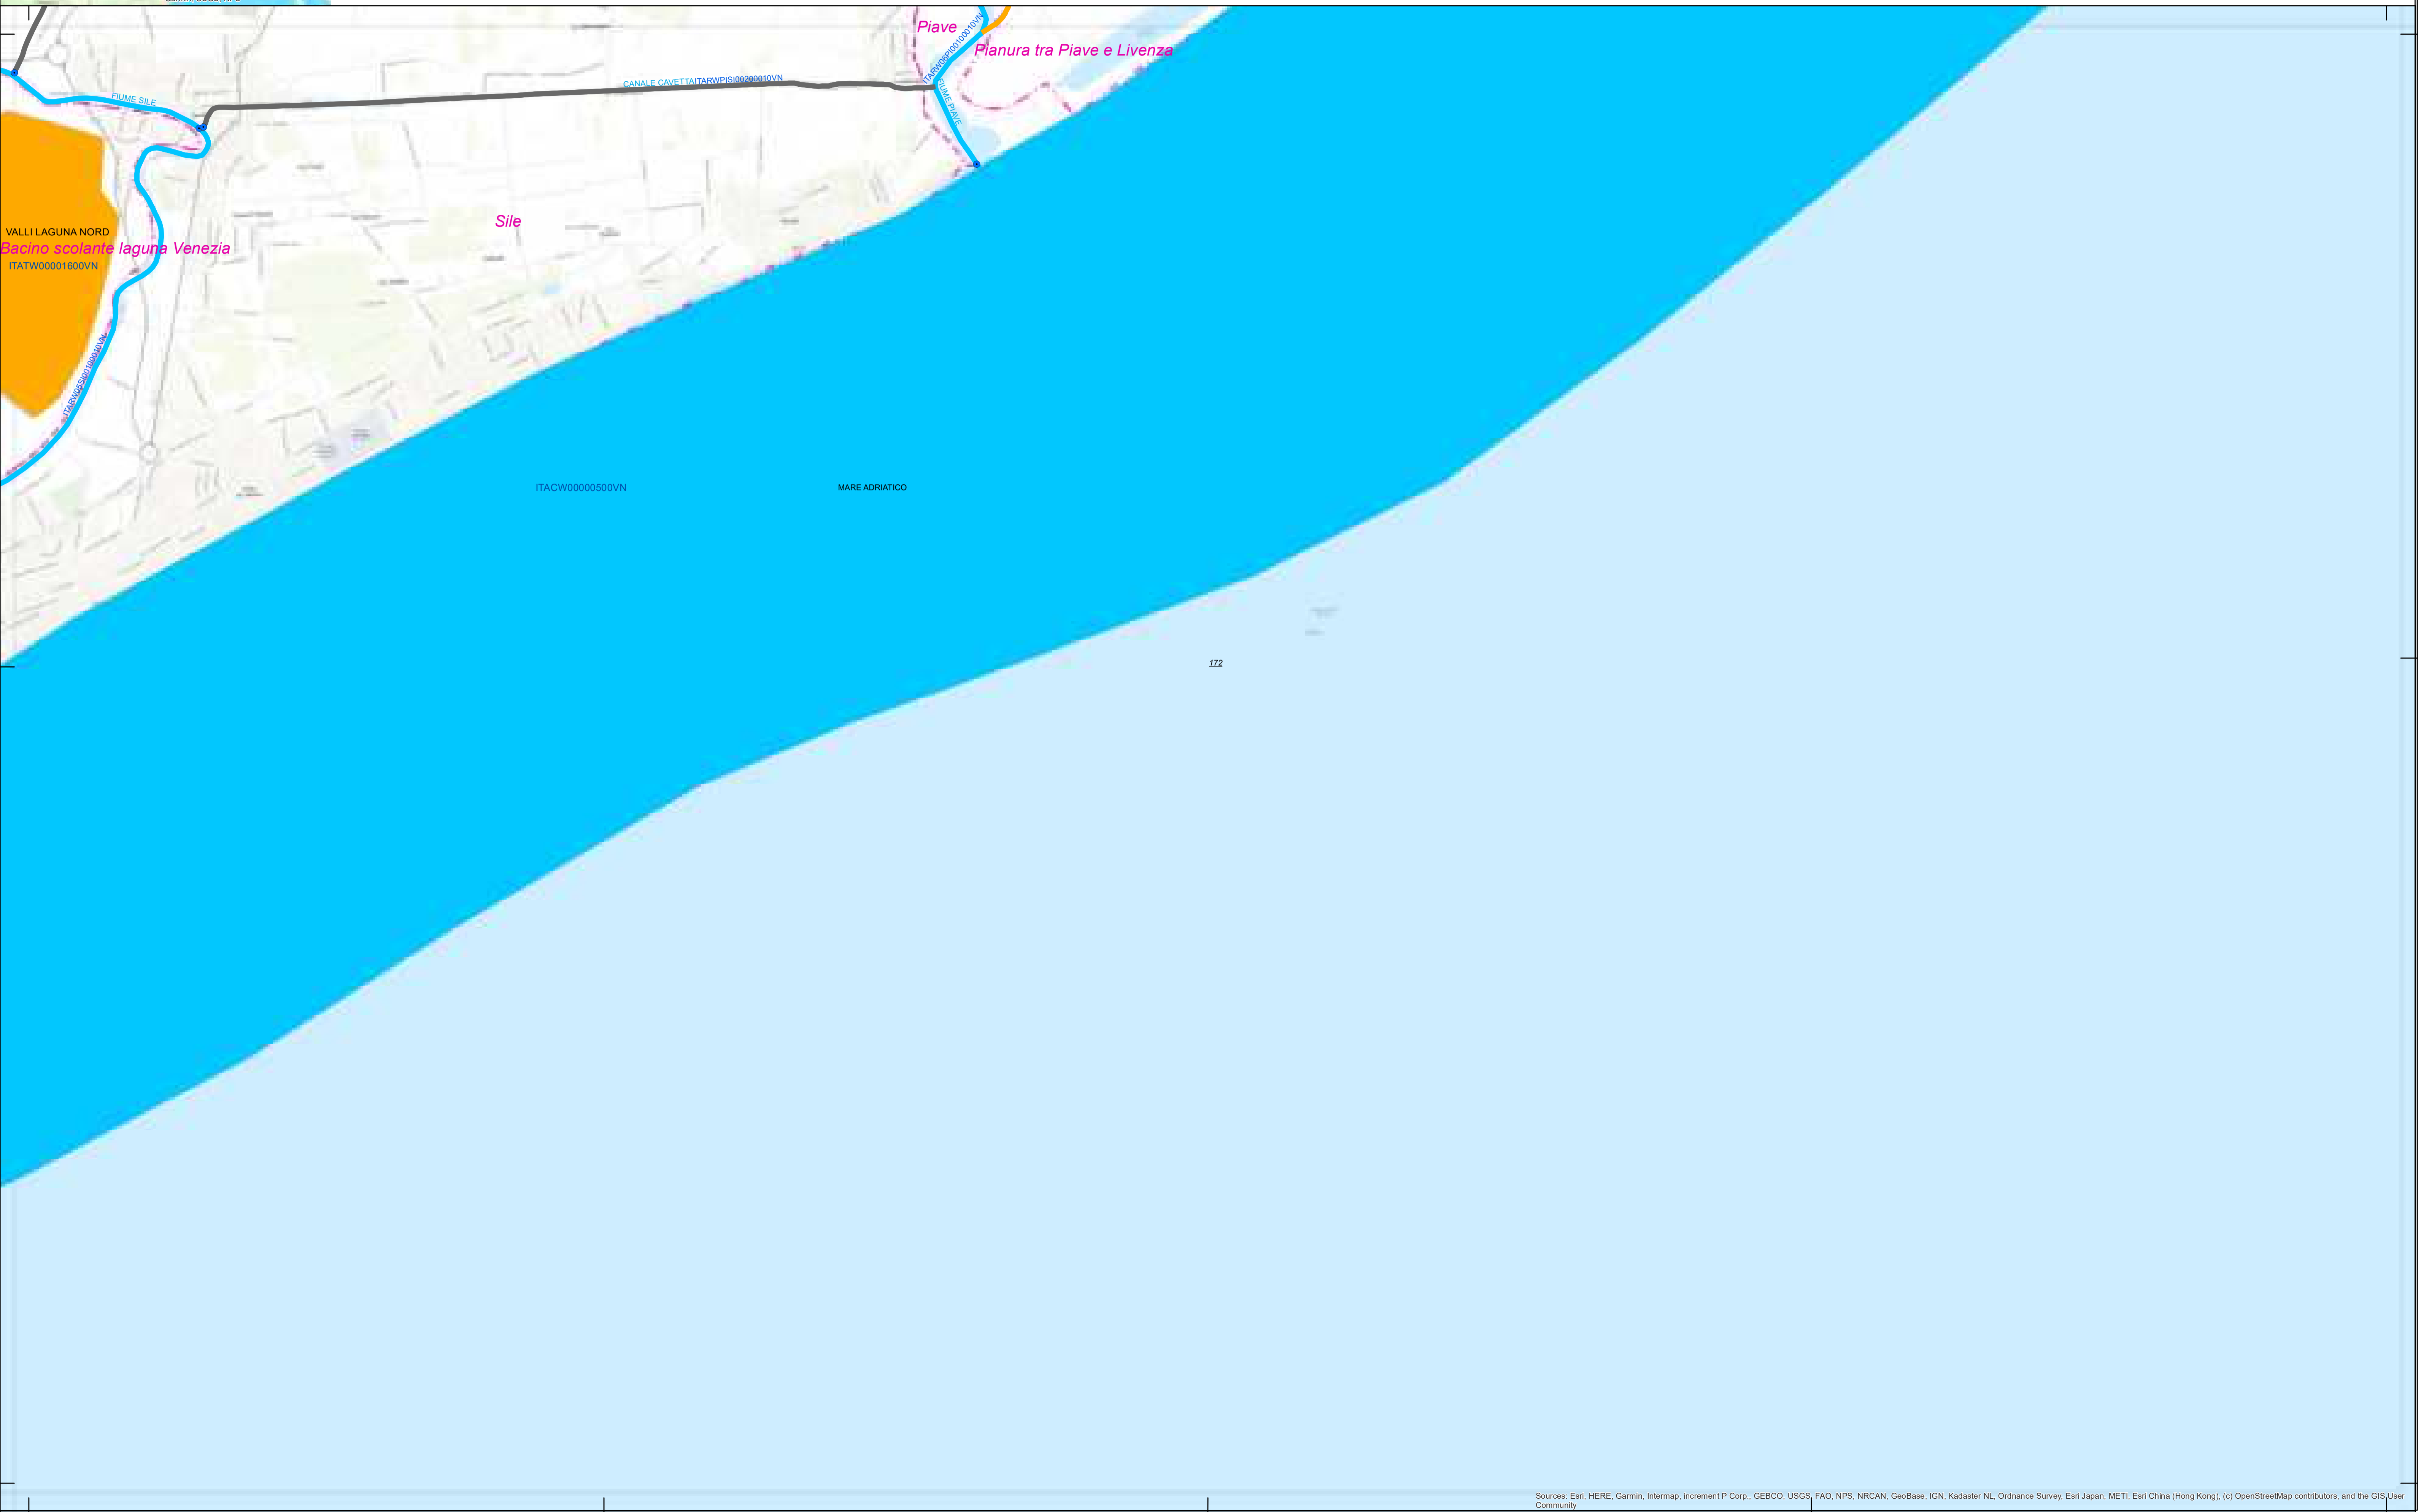 Piave
Pianura tra Piave e Livenza
ITARW06PI00100010VN
CANALE CAVETTA ITARWPISI00200010VN
FIUME SILE
FIUME PIAVE
Sile
VALLI LAGUNA NORD
Bacino scolante laguna Venezia
ITATW00001600VN
ITARW05SI00100010VN
ITACW00000500VN
MARE ADRIATICO
172
Sources: Esri, HERE, Garmin, Intermap, increment P Corp., GEBCO, USGS, FAO, NPS, NRCAN, GeoBase, IGN, Kadaster NL, Ordnance Survey, Esri Japan, METI, Esri China (Hong Kong), (c) OpenStreetMap contributors, and the GIS User
Community